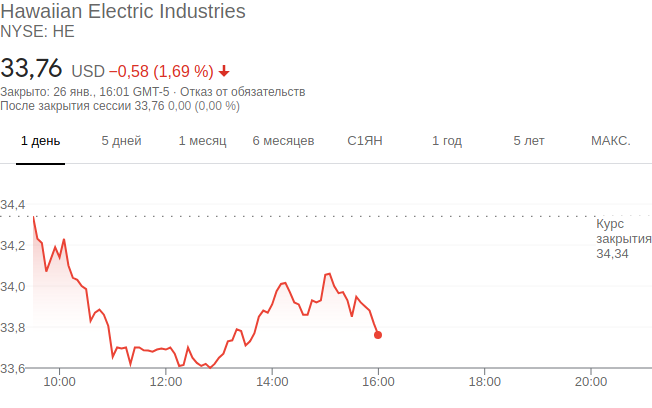 Hawaiian Electric Industries
NYSE: HE
33,76 USD −0,58 (1,69 %)
Закрыто: 26 янв., 16:01 GMT-5 · Отказ от обязательств
После закрытия сессии 33,76 0,00 (0,00 %)
1 день 5 дней 1 месяц 6 месяцев С1ЯН 1 год 5 лет МАКС.
34,4
Курс
закрытия
34,34
34,2
34,0
33,8
33,6
10:00 12:00 14:00 16:00 18:00 20:00